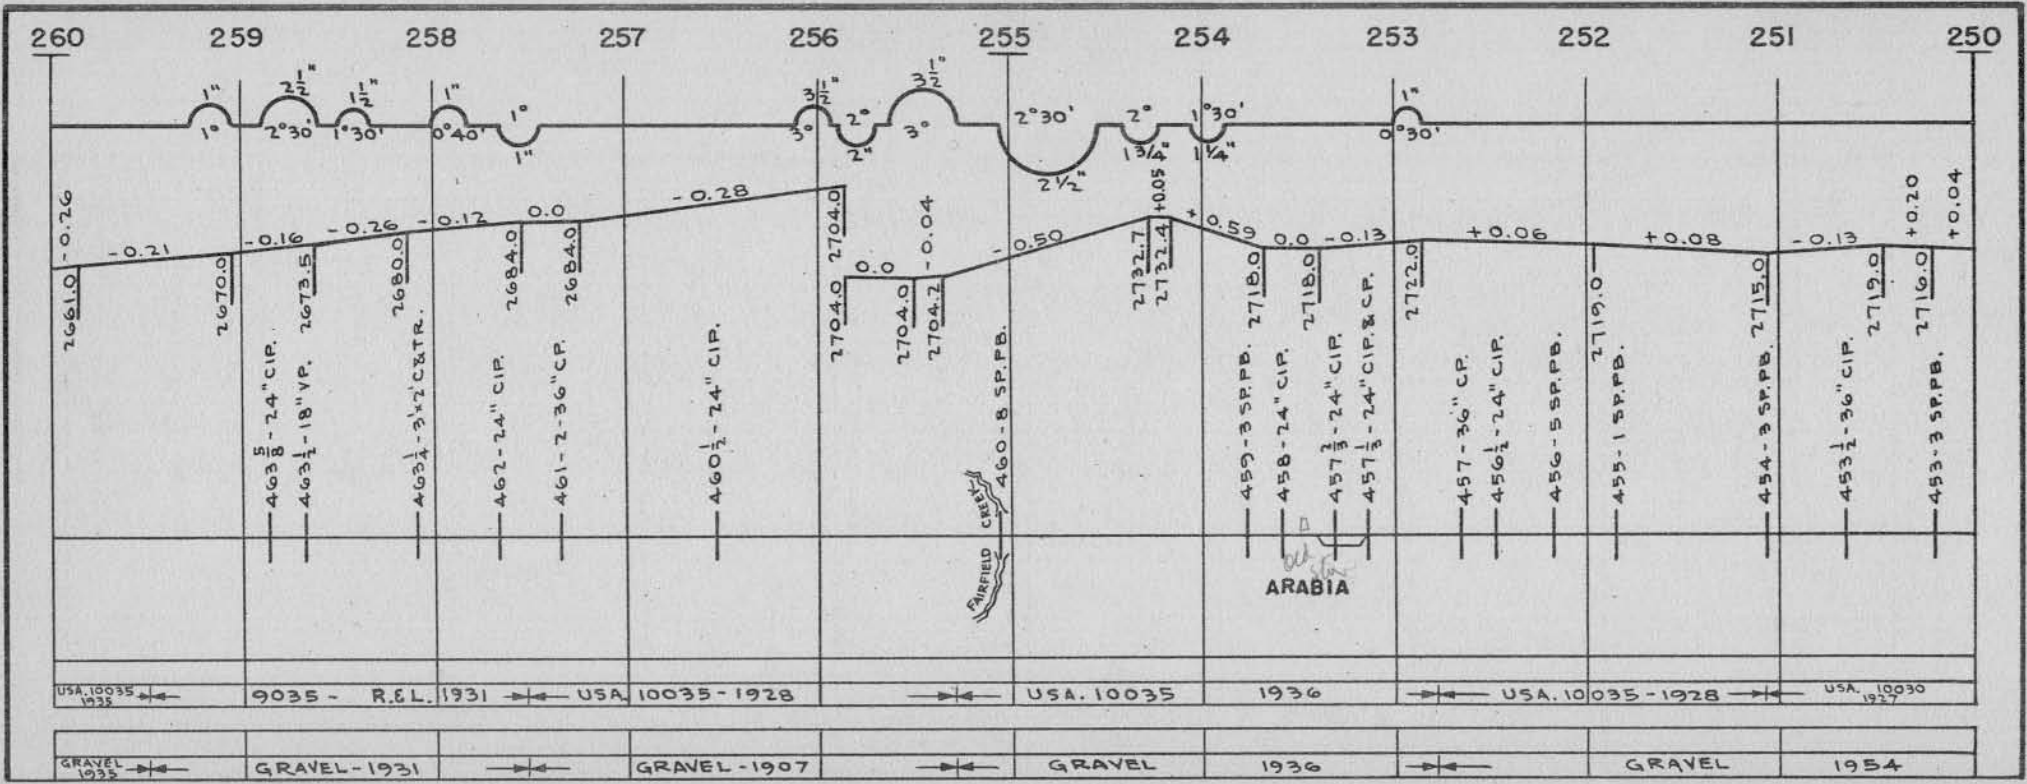 260 259 258 257 256 255 254 253 252 251 250
1" 2½" 1½" 1" 1° 3½" 2° 3½" 2°30' 2° 1°30' 1"
1° 2°30' 1°30' 0°40' 1" 3° 2" 3° 2½" 1¾" 1¼" 0°30'
-0.26 -0.21 -0.16 -0.26 -0.12 0.0 -0.28 0.0 -0.04 -0.50 +0.05 +0.59 0.0 -0.13 +0.06 +0.08 -0.13 +0.20 +0.04
2661.0 2670.0 2673.5 2680.0 2684.0 2684.0 2704.0 2704.0 2704.0 2704.2 2732.7 2732.4 2718.0 2718.0 2722.0 2719.0 2715.0 2719.0 2716.0
463⅝-24" CIP.
463½-18" VP.
463¼-3'x2' C&TR.
462-24" CIP.
461-2-36" CP.
460½-24" CIP.
FAIRFIELD CREEK
460-8 SP.PB.
459-3 SP.PB.
458-24" CIP.
457⅔-24" CIP.
457⅓-24" CIP. & CP.
457-36" CP.
456½-24" CIP.
456-5 SP.PB.
455-1 SP.PB.
454-3 SP.PB.
453½-36" CIP.
453-3 SP.PB.
ARABIA
USA. 10035 1935 9035- R.E.L. 1931 USA. 10035-1928 USA. 10035 1936 USA. 10035-1928 USA. 10030 1927
GRAVEL 1935 GRAVEL-1931 GRAVEL-1907 GRAVEL 1936 GRAVEL 1954